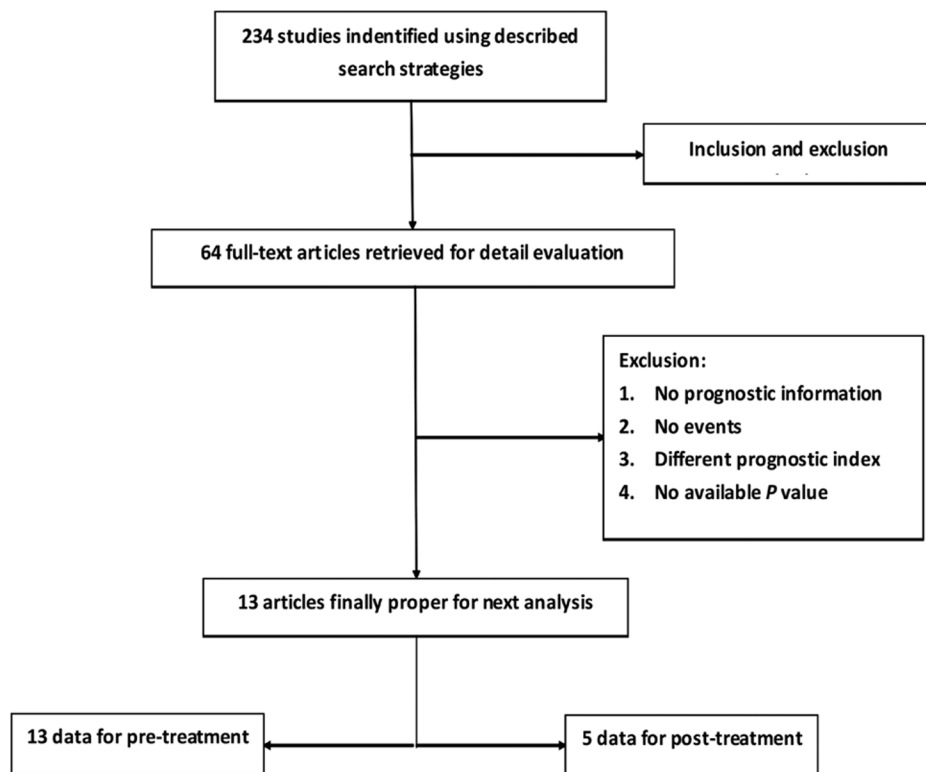 234 studies indentified using described
search strategies
Inclusion and exclusion
64 full-text articles retrieved for detail evaluation
Exclusion:
1. No prognostic information
2. No events
3. Different prognostic index
4. No available P value
13 articles finally proper for next analysis
13 data for pre-treatment
5 data for post-treatment